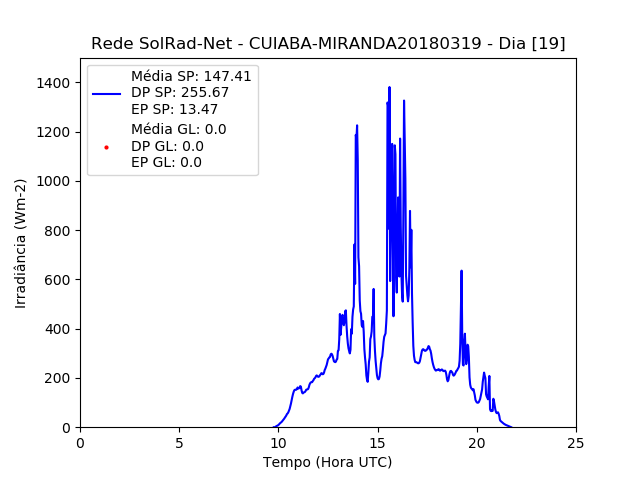 Rede SolRad-Net - CUIABA-MIRANDA20180319 - Dia [19]
Média SP: 147.41
DP SP: 255.67
EP SP: 13.47
Média GL: 0.0
DP GL: 0.0
EP GL: 0.0
Irradiância (Wm-2)
1400
1200
1000
800
600
400
200
0
0 5 10 15 20 25
Tempo (Hora UTC)